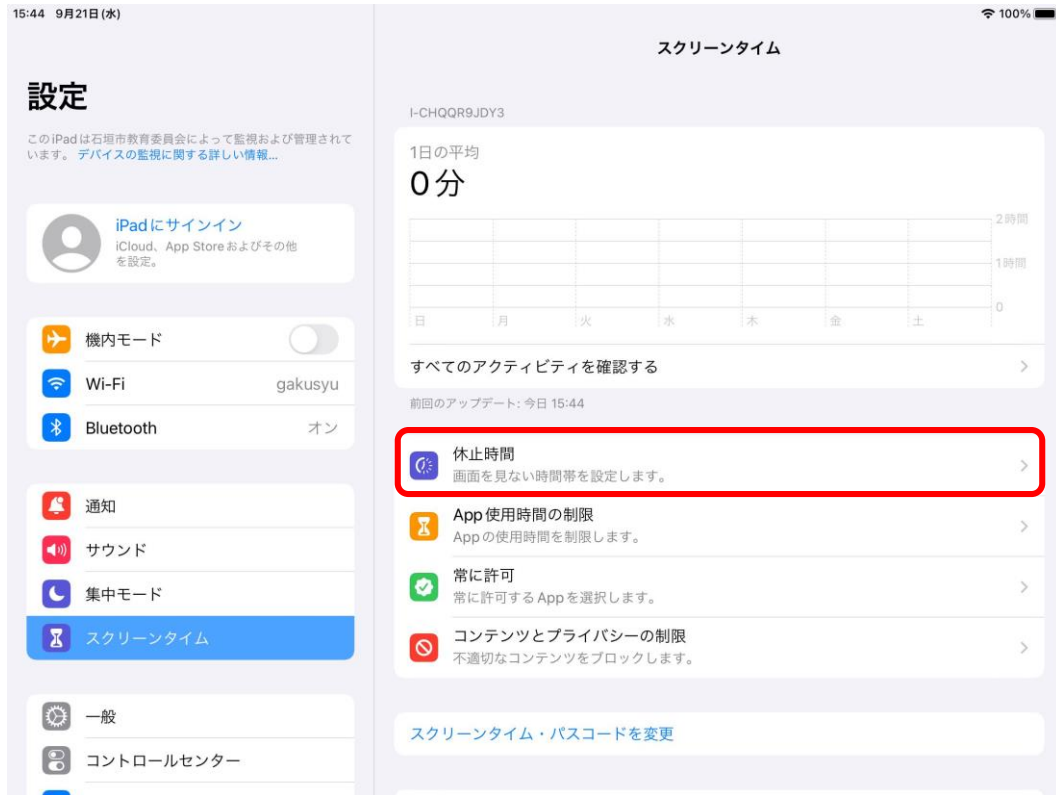 15:44 9月21日(水)
100%
設定
このiPadは石垣市教育委員会によって監視および管理されて
います。 デバイスの監視に関する詳しい情報...
iPadにサインイン
iCloud、App Storeおよびその他
を設定。
機内モード
Wi-Fi gakusyu
Bluetooth オン
通知
サウンド
集中モード
スクリーンタイム
一般
コントロールセンター
スクリーンタイム
I-CHQQR9JDY3
1日の平均
0分
2時間
1時間
0
日 月 火 水 木 金 土
すべてのアクティビティを確認する
前回のアップデート: 今日 15:44
休止時間
画面を見ない時間帯を設定します。
App使用時間の制限
Appの使用時間を制限します。
常に許可
常に許可するAppを選択します。
コンテンツとプライバシーの制限
不適切なコンテンツをブロックします。
スクリーンタイム・パスコードを変更